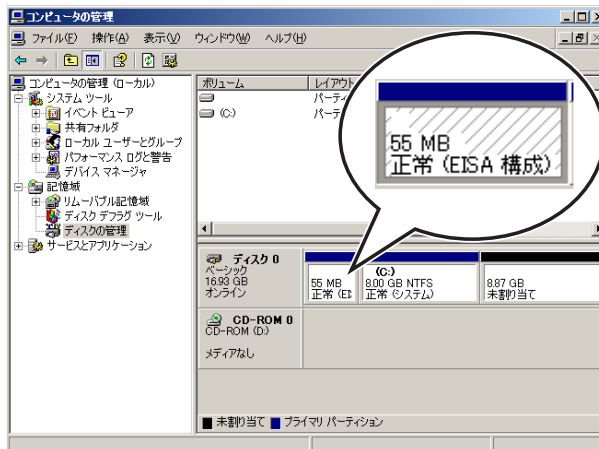 コンピュータの管理
ファイル(F) 操作(A) 表示(V) ウィンドウ(W) ヘルプ(H)
コンピュータの管理 (ローカル)
システム ツール
イベント ビューア
共有フォルダ
ローカル ユーザーとグループ
パフォーマンス ログと警告
デバイス マネージャ
記憶域
リムーバブル記憶域
ディスク デフラグ ツール
ディスクの管理
サービスとアプリケーション
ボリューム レイアウト
(C:)
55 MB
正常 (EISA 構成)
ディスク 0
ベーシック
16.93 GB
オンライン
55 MB
正常 (EI
(C:)
8.00 GB NTFS
正常 (システム)
8.87 GB
未割り当て
CD-ROM 0
CD-ROM (D:)
メディアなし
未割り当て プライマリ パーティション